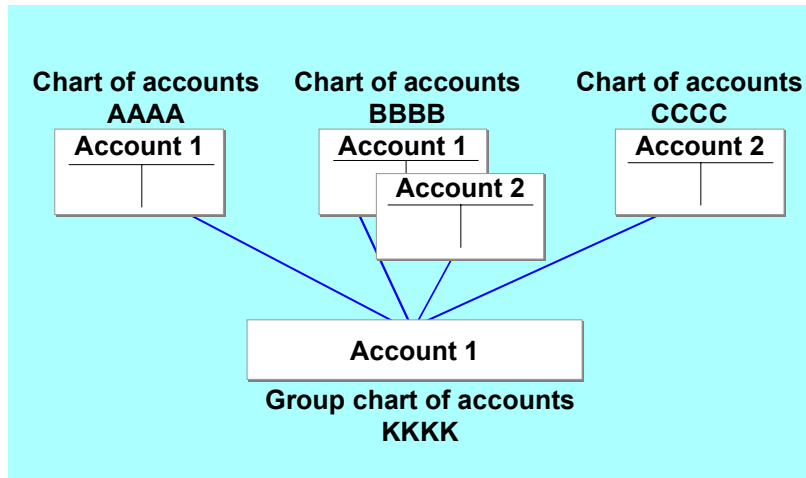 Chart of accounts
AAAA
Account 1
Chart of accounts
BBBB
Account 1
Account 2
Chart of accounts
CCCC
Account 2
Account 1
Group chart of accounts
KKKK